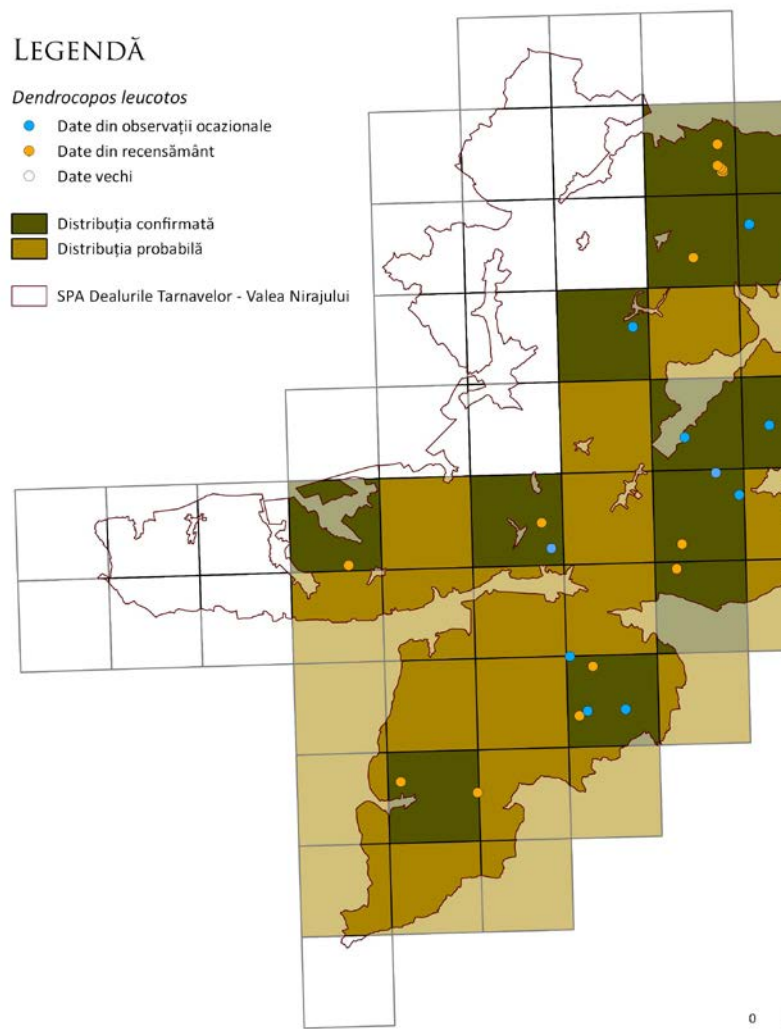 LEGENDĂ
Dendrocopos leucotos
Date din observații ocazionale
Date din recensământ
Date vechi
Distribuția confirmată
Distribuția probabilă
SPA Dealurile Tarnavelor - Valea Nirajului
0